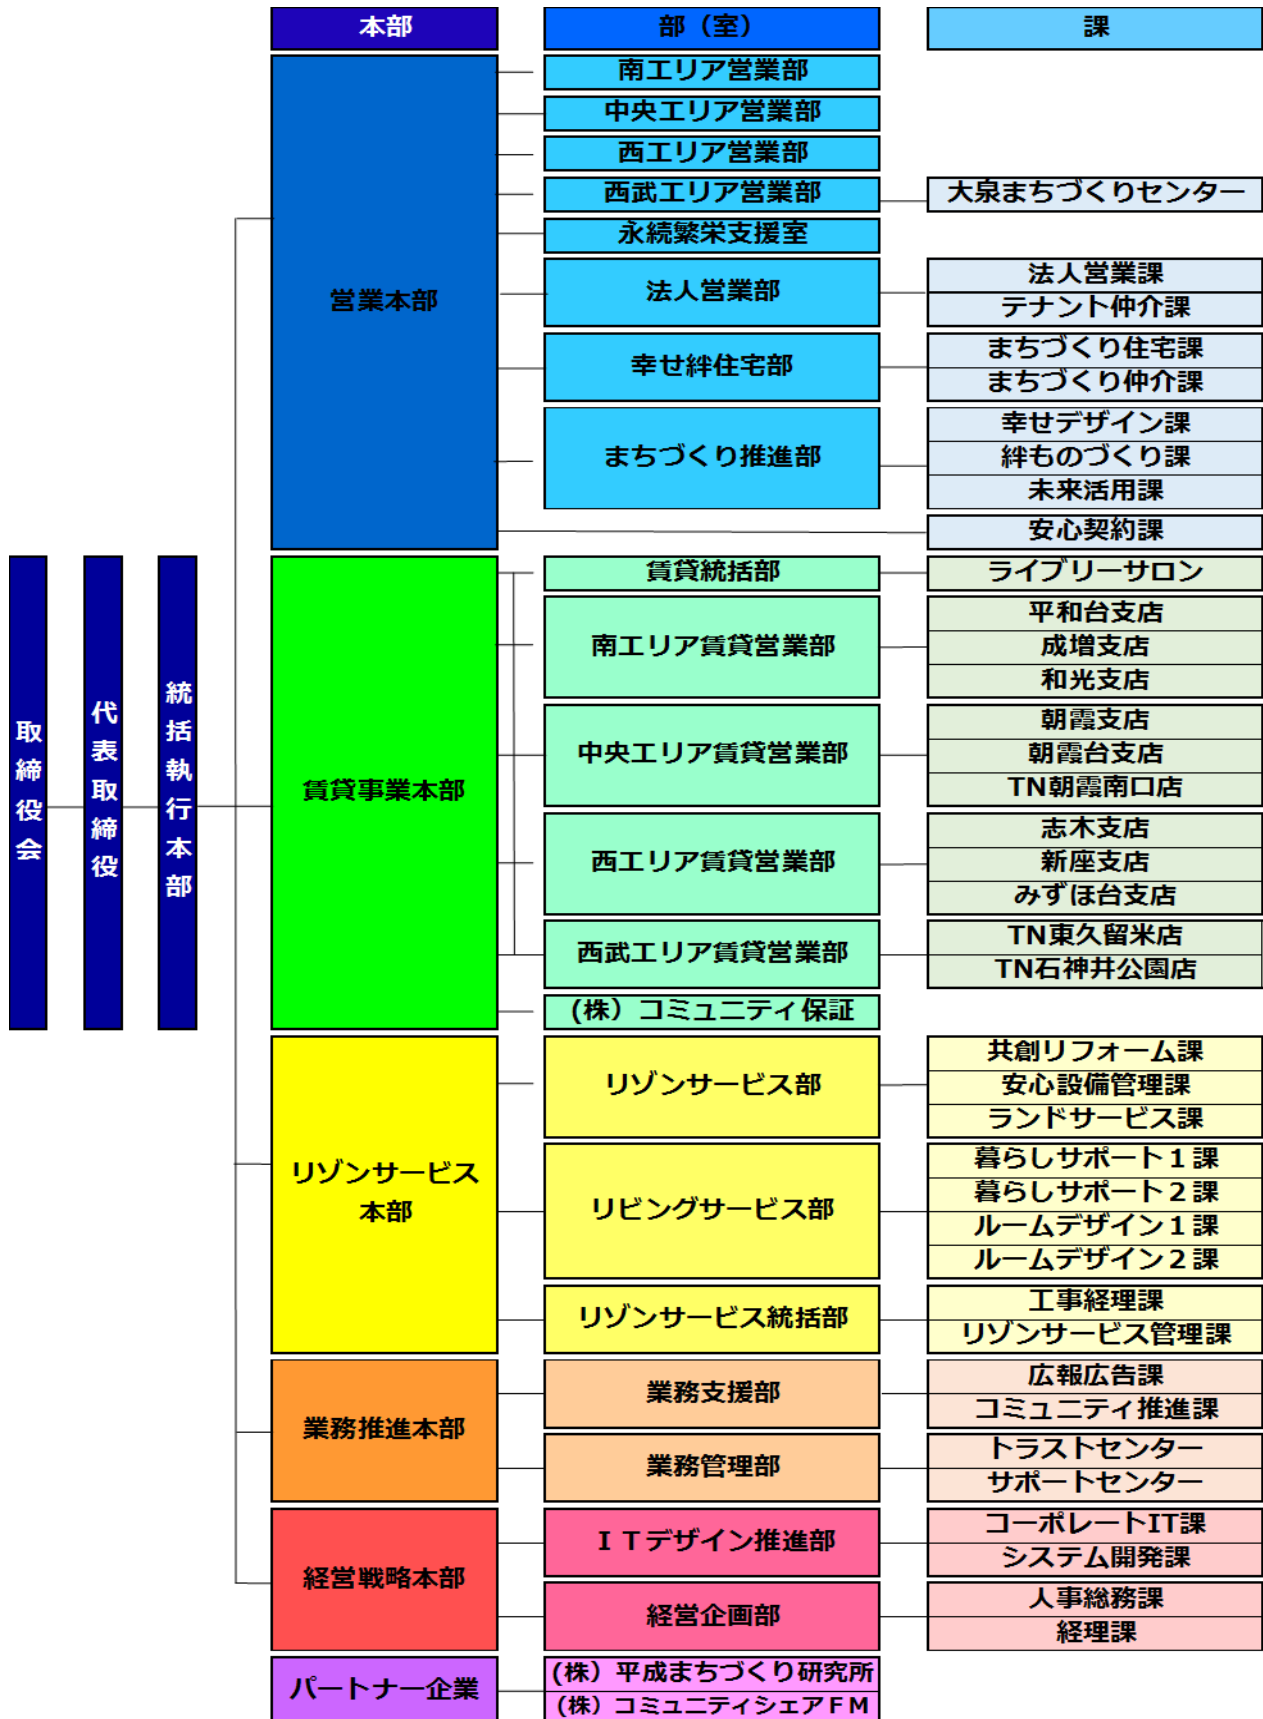 本部
部（室）
課
営業本部
南エリア営業部
中央エリア営業部
西エリア営業部
西武エリア営業部
大泉まちづくりセンター
永続繁栄支援室
法人営業部
法人営業課
テナント仲介課
幸せ絆住宅部
まちづくり住宅課
まちづくり仲介課
まちづくり推進部
幸せデザイン課
絆ものづくり課
未来活用課
安心契約課
取締役会
代表取締役
統括執行本部
賃貸事業本部
賃貸統括部
ライブリーサロン
南エリア賃貸営業部
平和台支店
成増支店
和光支店
中央エリア賃貸営業部
朝霞支店
朝霞台支店
TN朝霞南口店
西エリア賃貸営業部
志木支店
新座支店
みずほ台支店
西武エリア賃貸営業部
TN東久留米店
TN石神井公園店
(株）コミュニティ保証
リゾンサービス
本部
リゾンサービス部
共創リフォーム課
安心設備管理課
ランドサービス課
リビングサービス部
暮らしサポート１課
暮らしサポート２課
ルームデザイン１課
ルームデザイン２課
リゾンサービス統括部
工事経理課
リゾンサービス管理課
業務推進本部
業務支援部
広報広告課
コミュニティ推進課
業務管理部
トラストセンター
サポートセンター
経営戦略本部
ＩＴデザイン推進部
コーポレートIT課
システム開発課
経営企画部
人事総務課
経理課
パートナー企業
(株）平成まちづくり研究所
(株）コミュニティシェアＦＭ